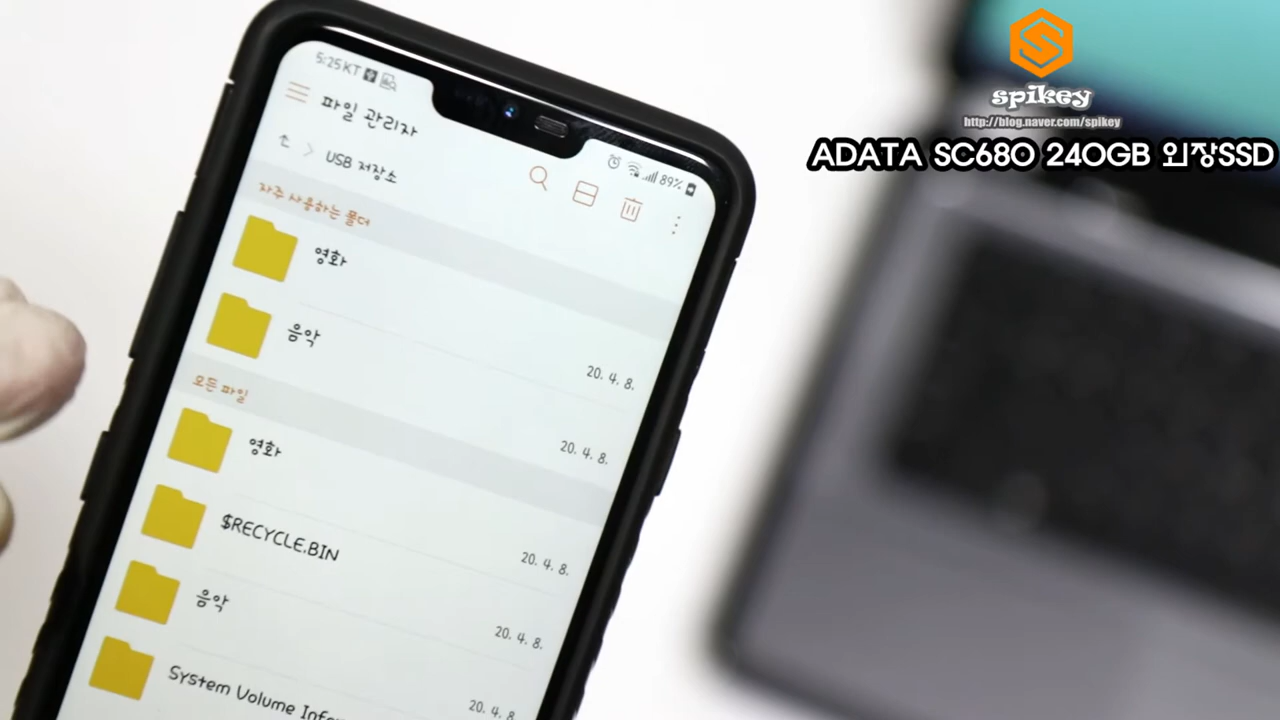 spikey
http://blog.naver.com/spikey
ADATA SC680 240GB 외장SSD
5:25 KT
89%
파일 관리자
USB 저장소
자주 사용하는 폴더
영화
20. 4. 8.
음악
20. 4. 8.
모든 파일
영화
20. 4. 8.
$RECYCLE.BIN
20. 4. 8.
음악
20. 4. 8.
System Volume